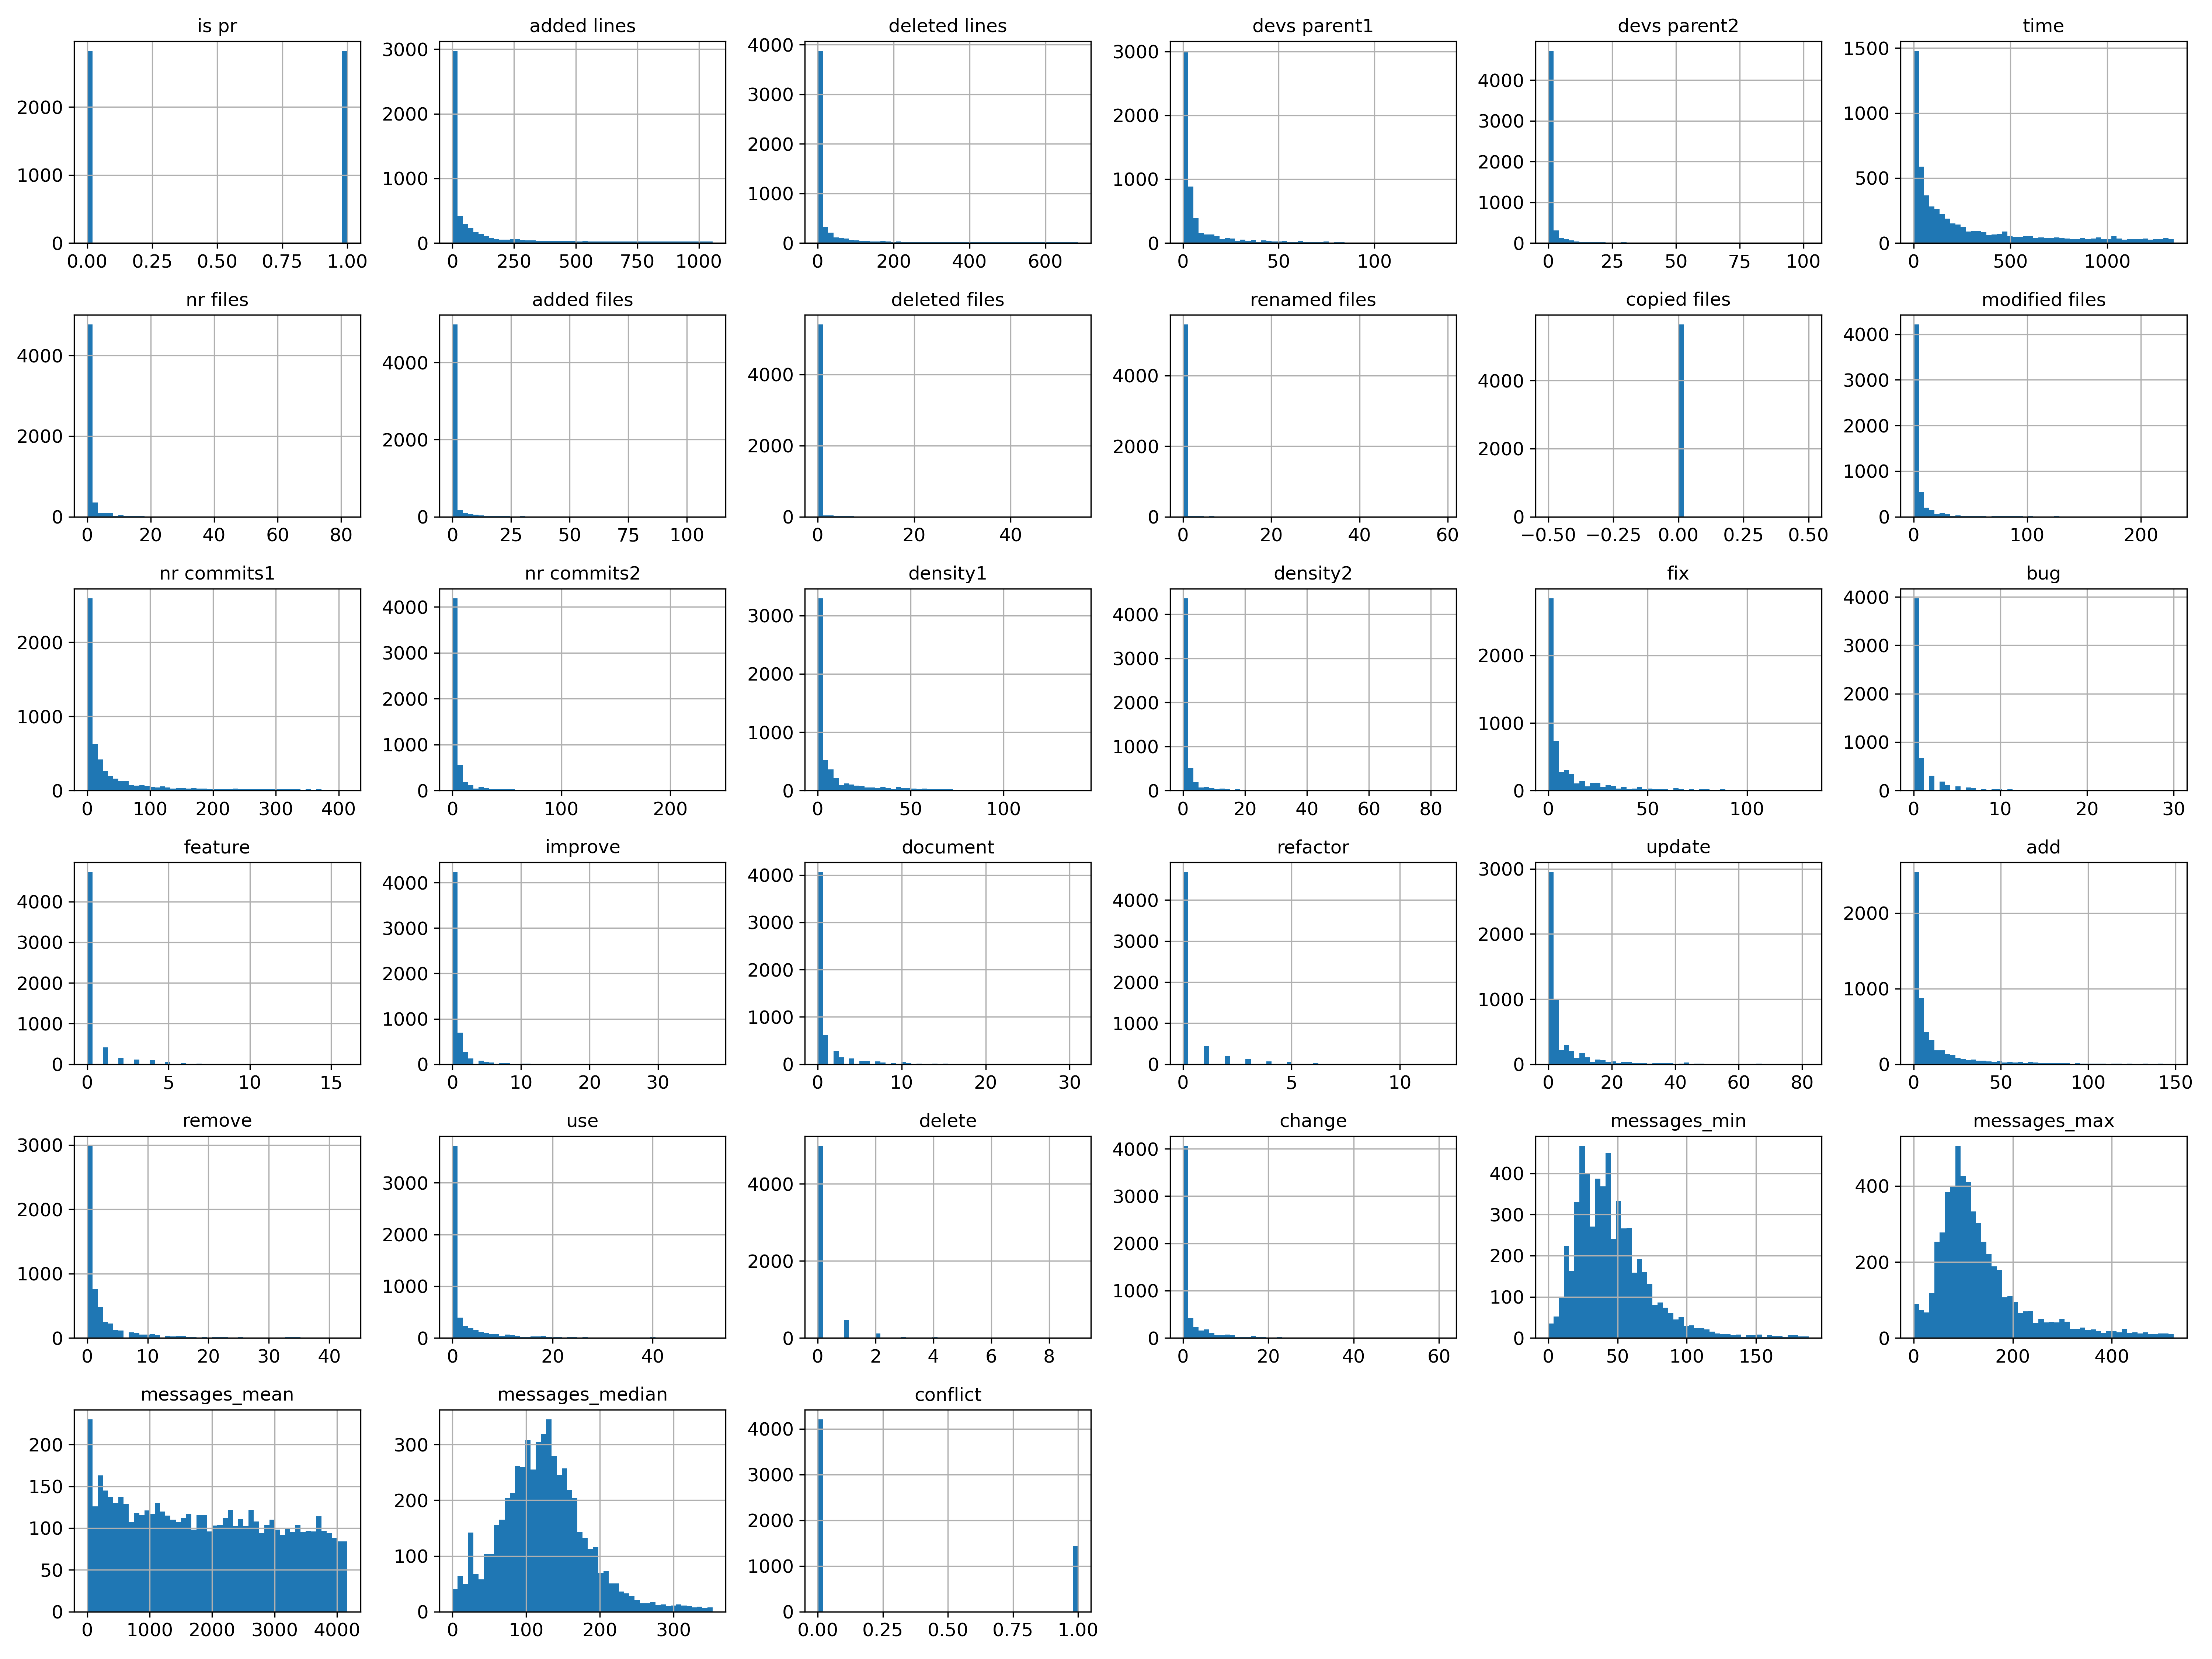 is pr added lines deleted lines devs parent1 devs parent2 time
3000 4000 3000 1500
2000 2000 3000 2000 4000 1000
1000 1000 2000 1000 3000 500
0 0 1000 0 2000 0
0 1000
0
0.00 0.25 0.50 0.75 1.00 0 250 500 750 1000 0 200 400 600 0 50 100 0 25 50 75 100 0 500 1000
nr files added files deleted files renamed files copied files modified files
4000 4000 4000 4000 4000 4000
2000 2000 2000 2000 2000 3000
0 0 0 0 0 2000
1000
0
0 20 40 60 80 0 25 50 75 100 0 20 40 0 20 40 60 −0.50 −0.25 0.00 0.25 0.50 0 100 200
nr commits1 nr commits2 density1 density2 fix bug
2000 4000 3000 4000 2000 4000
1000 3000 2000 3000 1000 3000
0 2000 1000 2000 0 2000
1000 0 1000 1000
0 0 0
0 100 200 300 400 0 100 200 0 50 100 0 20 40 60 80 0 50 100 0 10 20 30
feature improve document refactor update add
4000 4000 4000 4000 3000 2000
3000 3000 3000 3000 2000 1000
2000 2000 2000 2000 1000 0
1000 1000 1000 1000 0
0 0 0 0
0 5 10 15 0 10 20 30 0 10 20 30 0 5 10 0 20 40 60 80 0 50 100 150
remove use delete change messages_min messages_max
3000 3000 4000 4000 400 400
2000 2000 2000 3000 300 200
1000 1000 0 2000 200 0
0 0 1000 100
0 0
0 10 20 30 40 0 20 40 0 2 4 6 8 0 20 40 60 0 50 100 150 0 200 400
messages_mean messages_median conflict
200 300 4000
150 200 3000
100 100 2000
50 0 1000
0 0
0 1000 2000 3000 4000 0 100 200 300 0.00 0.25 0.50 0.75 1.00